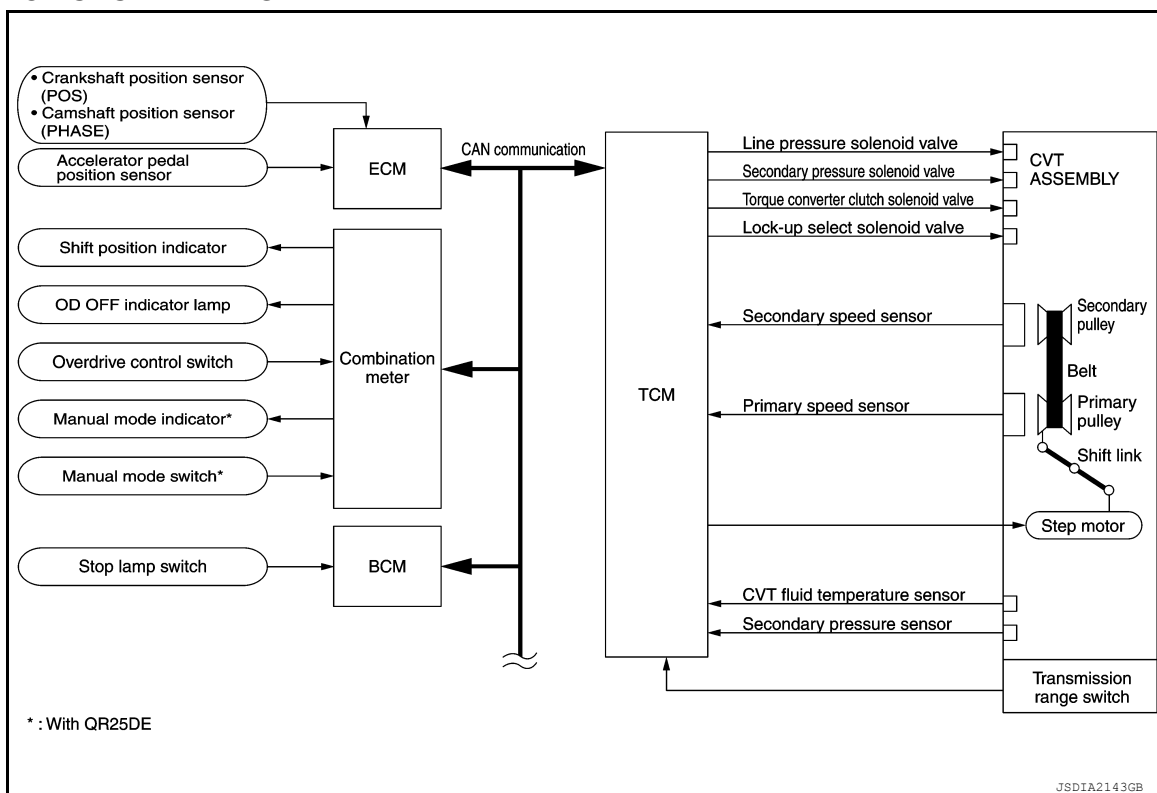 • Crankshaft position sensor
(POS)
• Camshaft position sensor
(PHASE)
Accelerator pedal
position sensor
ECM
CAN communication
Shift position indicator
OD OFF indicator lamp
Overdrive control switch
Manual mode indicator*
Manual mode switch*
Combination
meter
Stop lamp switch
BCM
TCM
Line pressure solenoid valve
Secondary pressure solenoid valve
Torque converter clutch solenoid valve
Lock-up select solenoid valve
Secondary speed sensor
Primary speed sensor
CVT fluid temperature sensor
Secondary pressure sensor
CVT
ASSEMBLY
Secondary
pulley
Belt
Primary
pulley
Shift link
Step motor
Transmission
range switch
* : With QR25DE
JSDIA2143GB